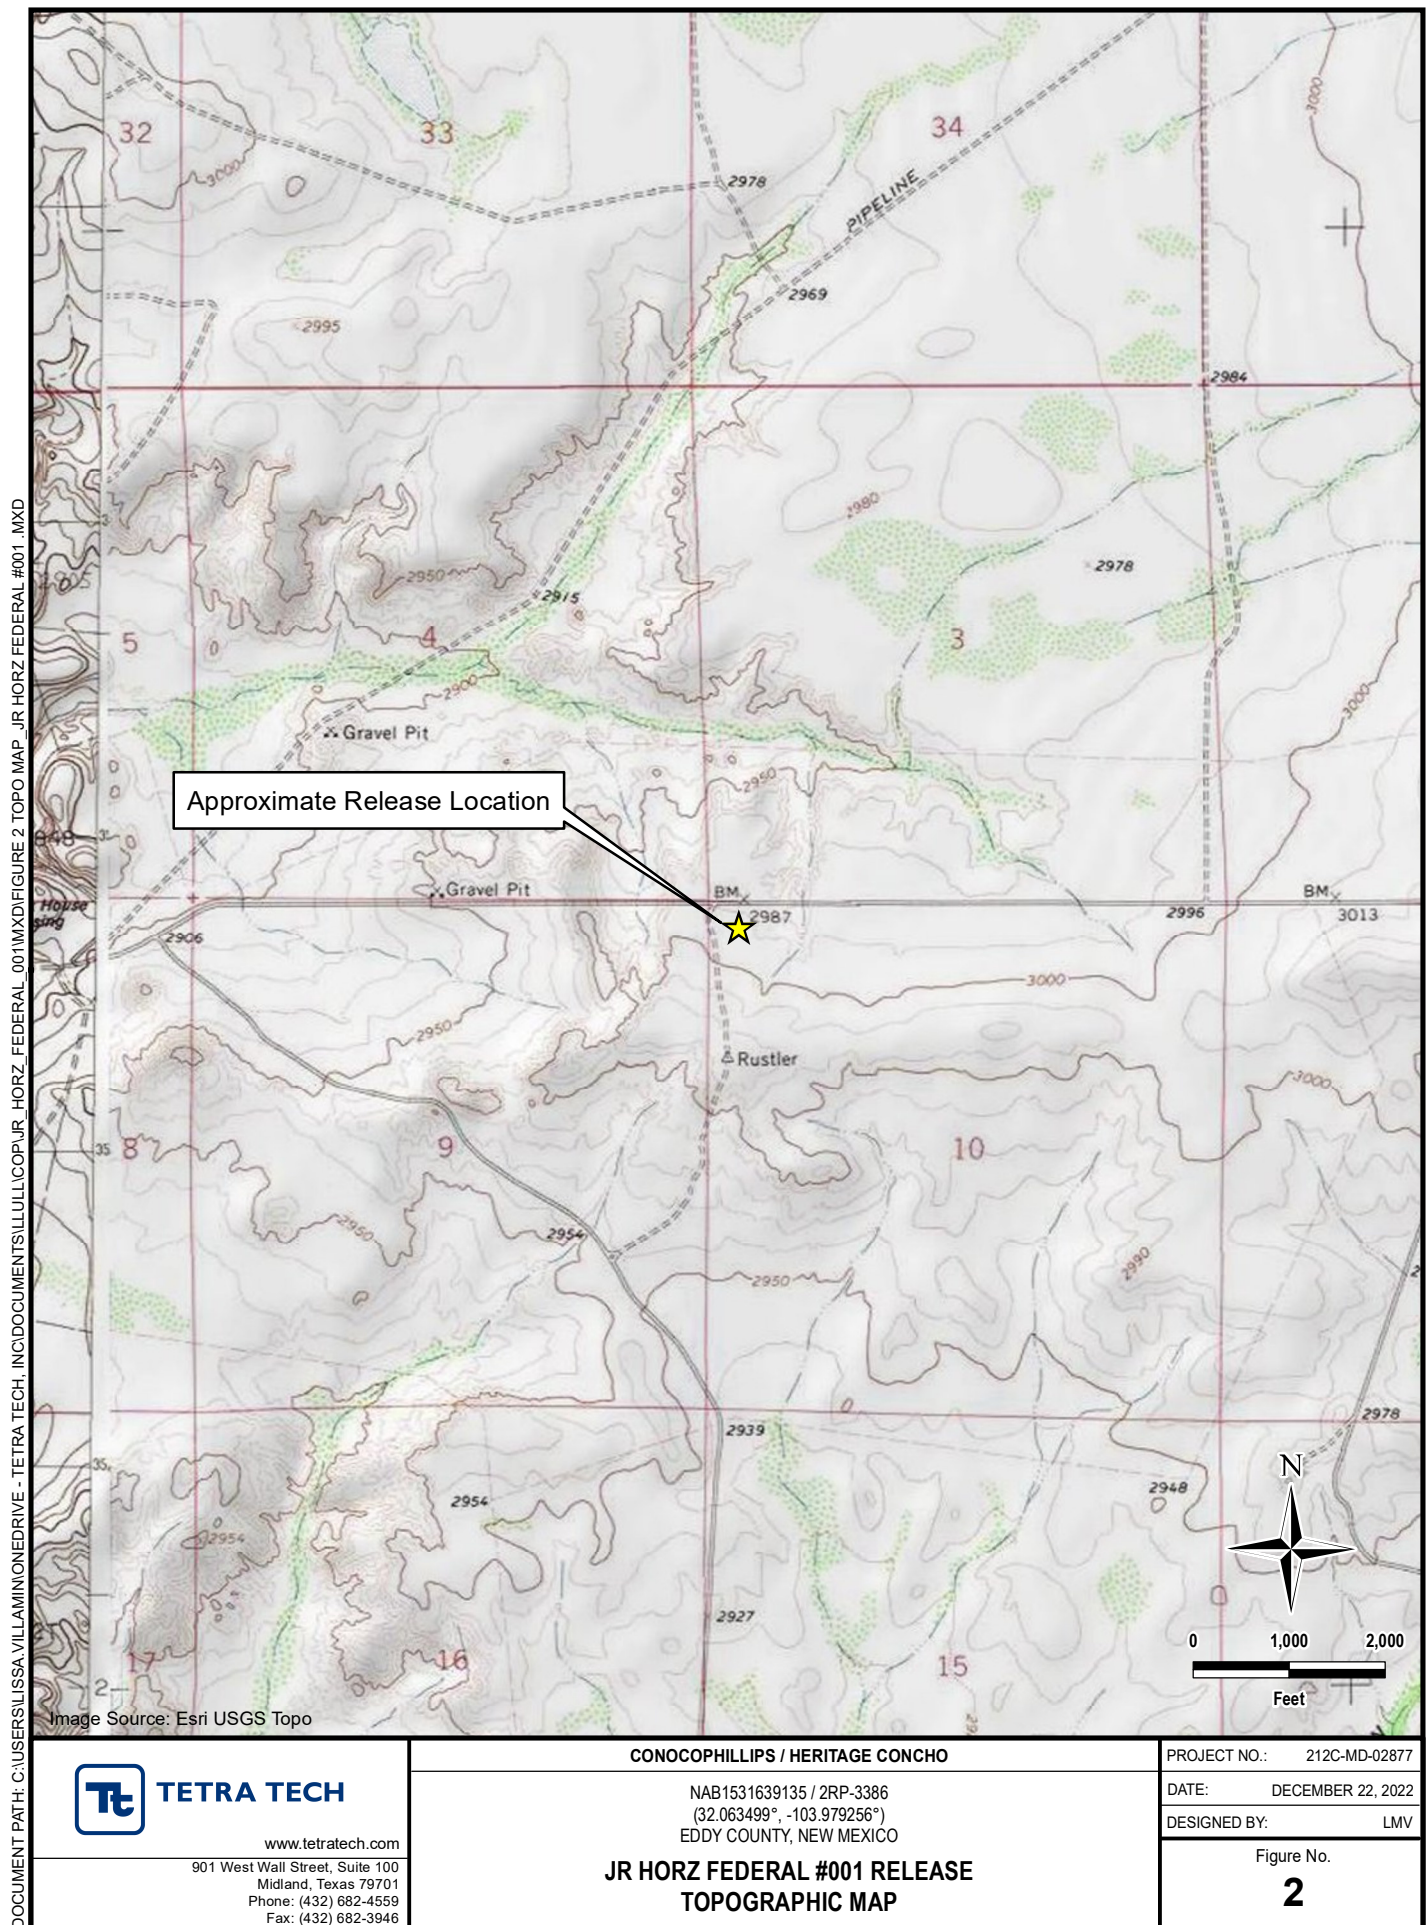 32
33
34
3000
3000
2978
PIPELINE
2969
2995
2984
2980
2950
2978
2915
5
4
3
2900
3000
Gravel Pit
2950
Approximate Release Location
Gravel Pit
BM
2987
2996
BM
3013
House
2906
3000
2950
Rustler
3000
8
9
10
35
2950
2954
2950
2990
2939
2978
N
2954
2948
2954
2927
17
16
15
0 1,000 2,000
Feet
Image Source: Esri USGS Topo
DOCUMENT PATH: C:\USERS\LISSA.VILLAMIN\ONEDRIVE - TETRA TECH, INC\DOCUMENTS\LLULL\COP\JR_HORZ_FEDERAL_001\MXD\FIGURE 2 TOPO MAP_JR HORZ FEDERAL #001 .MXD
Tt TETRA TECH
www.tetratech.com
901 West Wall Street, Suite 100
Midland, Texas 79701
Phone: (432) 682-4559
Fax: (432) 682-3946
CONOCOPHILLIPS / HERITAGE CONCHO
NAB1531639135 / 2RP-3386
(32.063499°, -103.979256°)
EDDY COUNTY, NEW MEXICO
JR HORZ FEDERAL #001 RELEASE
TOPOGRAPHIC MAP
PROJECT NO.: 212C-MD-02877
DATE: DECEMBER 22, 2022
DESIGNED BY: LMV
Figure No.
2